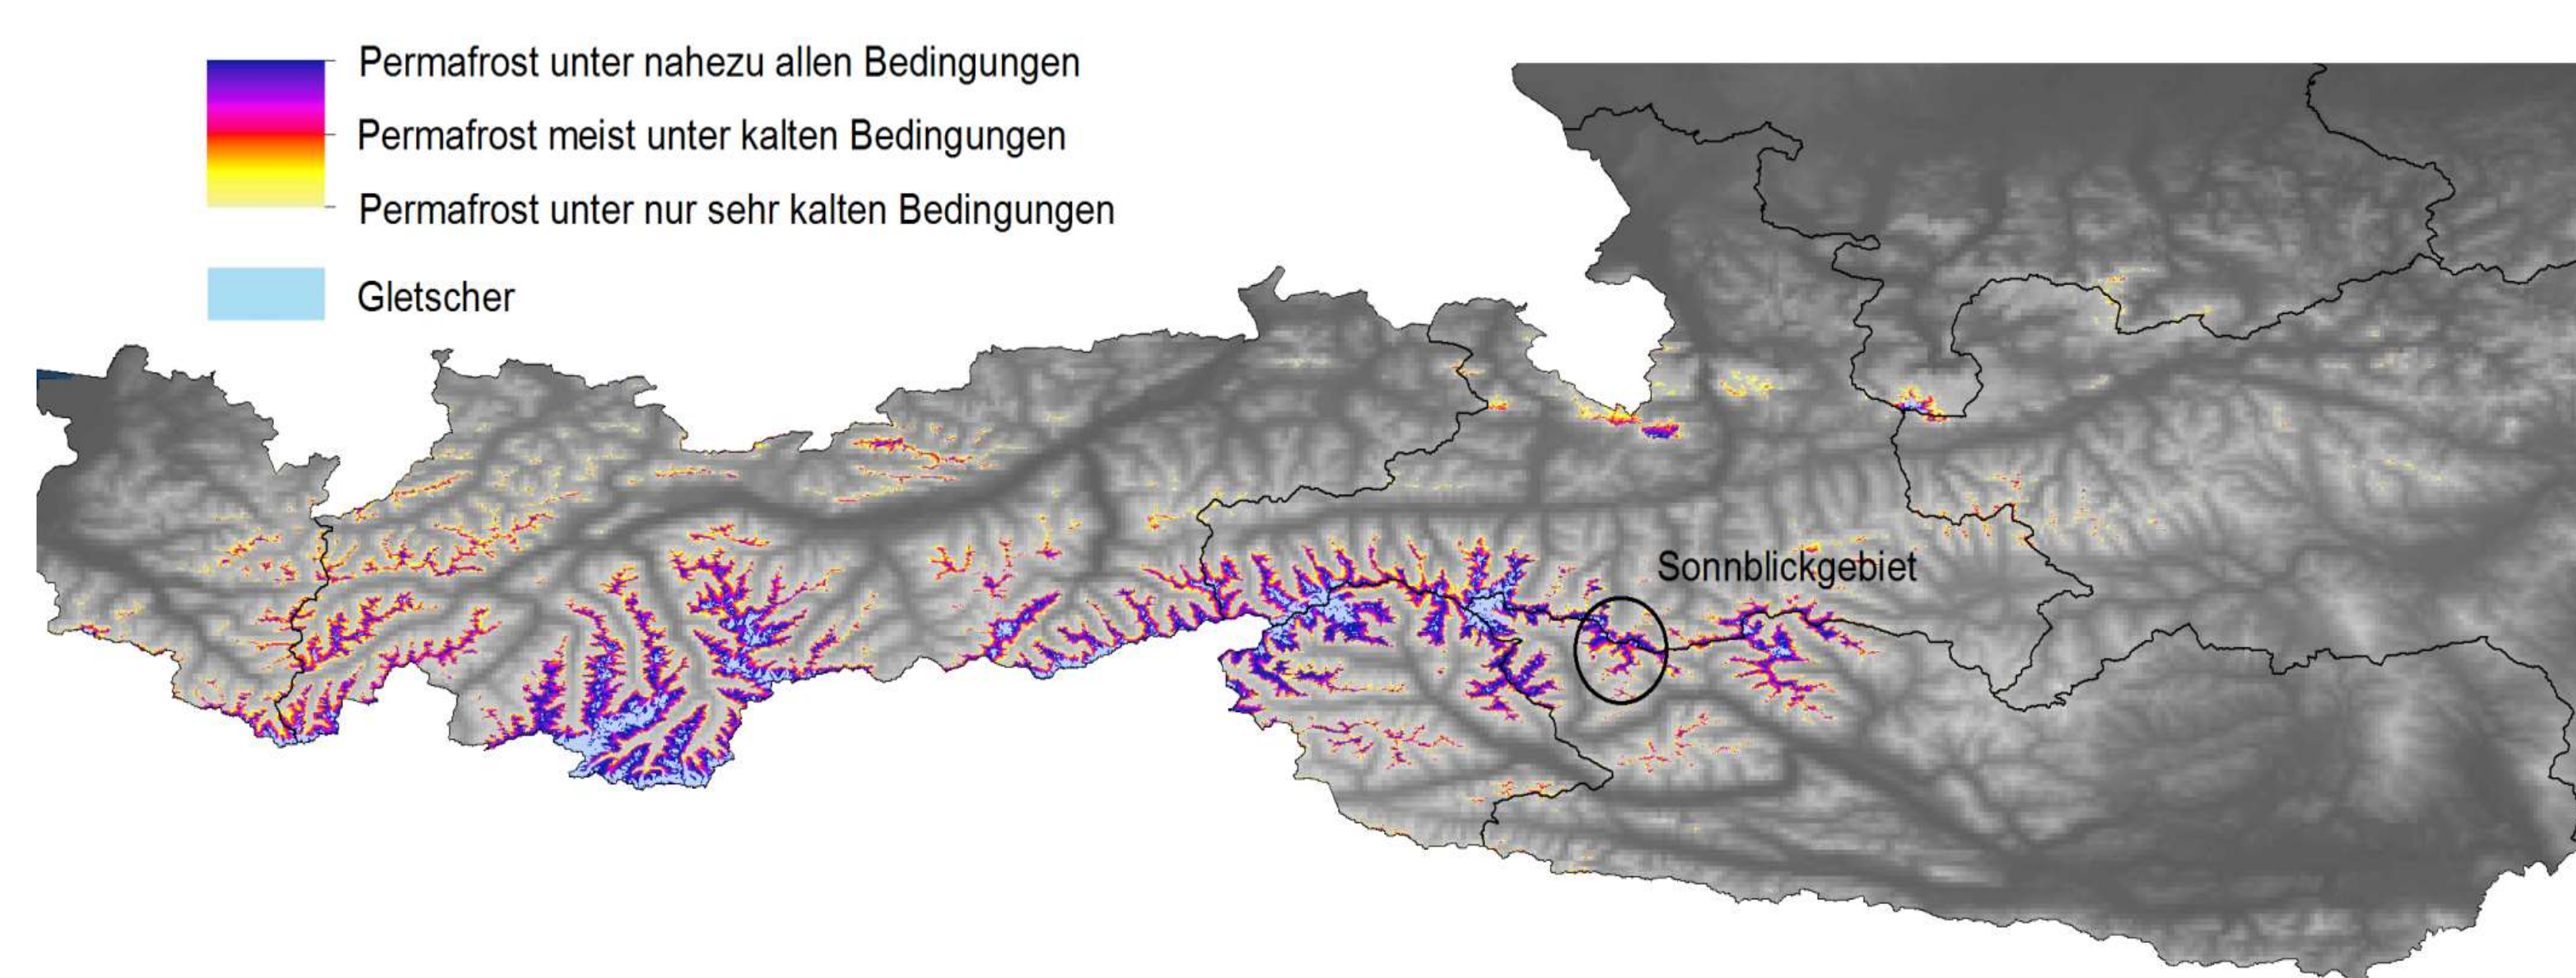 Permafrost unter nahezu allen Bedingungen
Permafrost meist unter kalten Bedingungen
Permafrost unter nur sehr kalten Bedingungen
Gletscher
Sonnblickgebiet